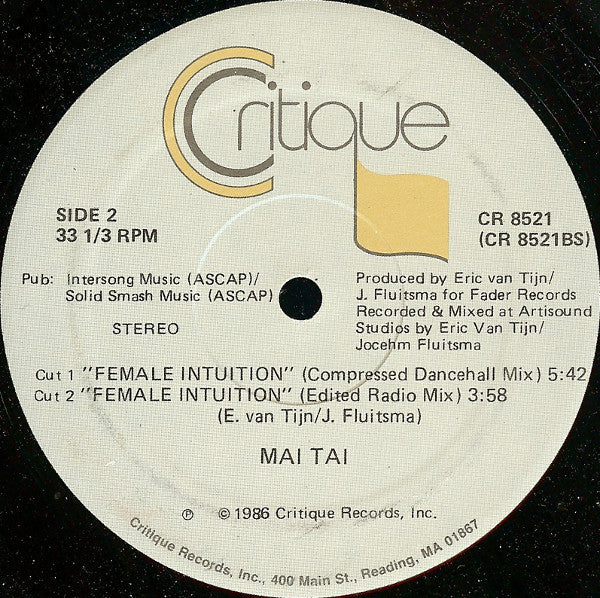 Critique
SIDE 2
33 1/3 RPM
CR 8521
(CR 8521BS)
Pub: Intersong Music (ASCAP)/
Solid Smash Music (ASCAP)
STEREO
Produced by Eric van Tijn/
J. Fluitsma for Fader Records
Recorded & Mixed at Artisound
Studios by Eric Van Tijn/
Jocehm Fluitsma
Cut 1 "FEMALE INTUITION" (Compressed Dancehall Mix) 5:42
Cut 2 "FEMALE INTUITION" (Edited Radio Mix) 3:58
(E. van Tijn/J. Fluitsma)
MAI TAI
℗ © 1986 Critique Records, Inc.
Critique Records, Inc., 400 Main St., Reading, MA 01867